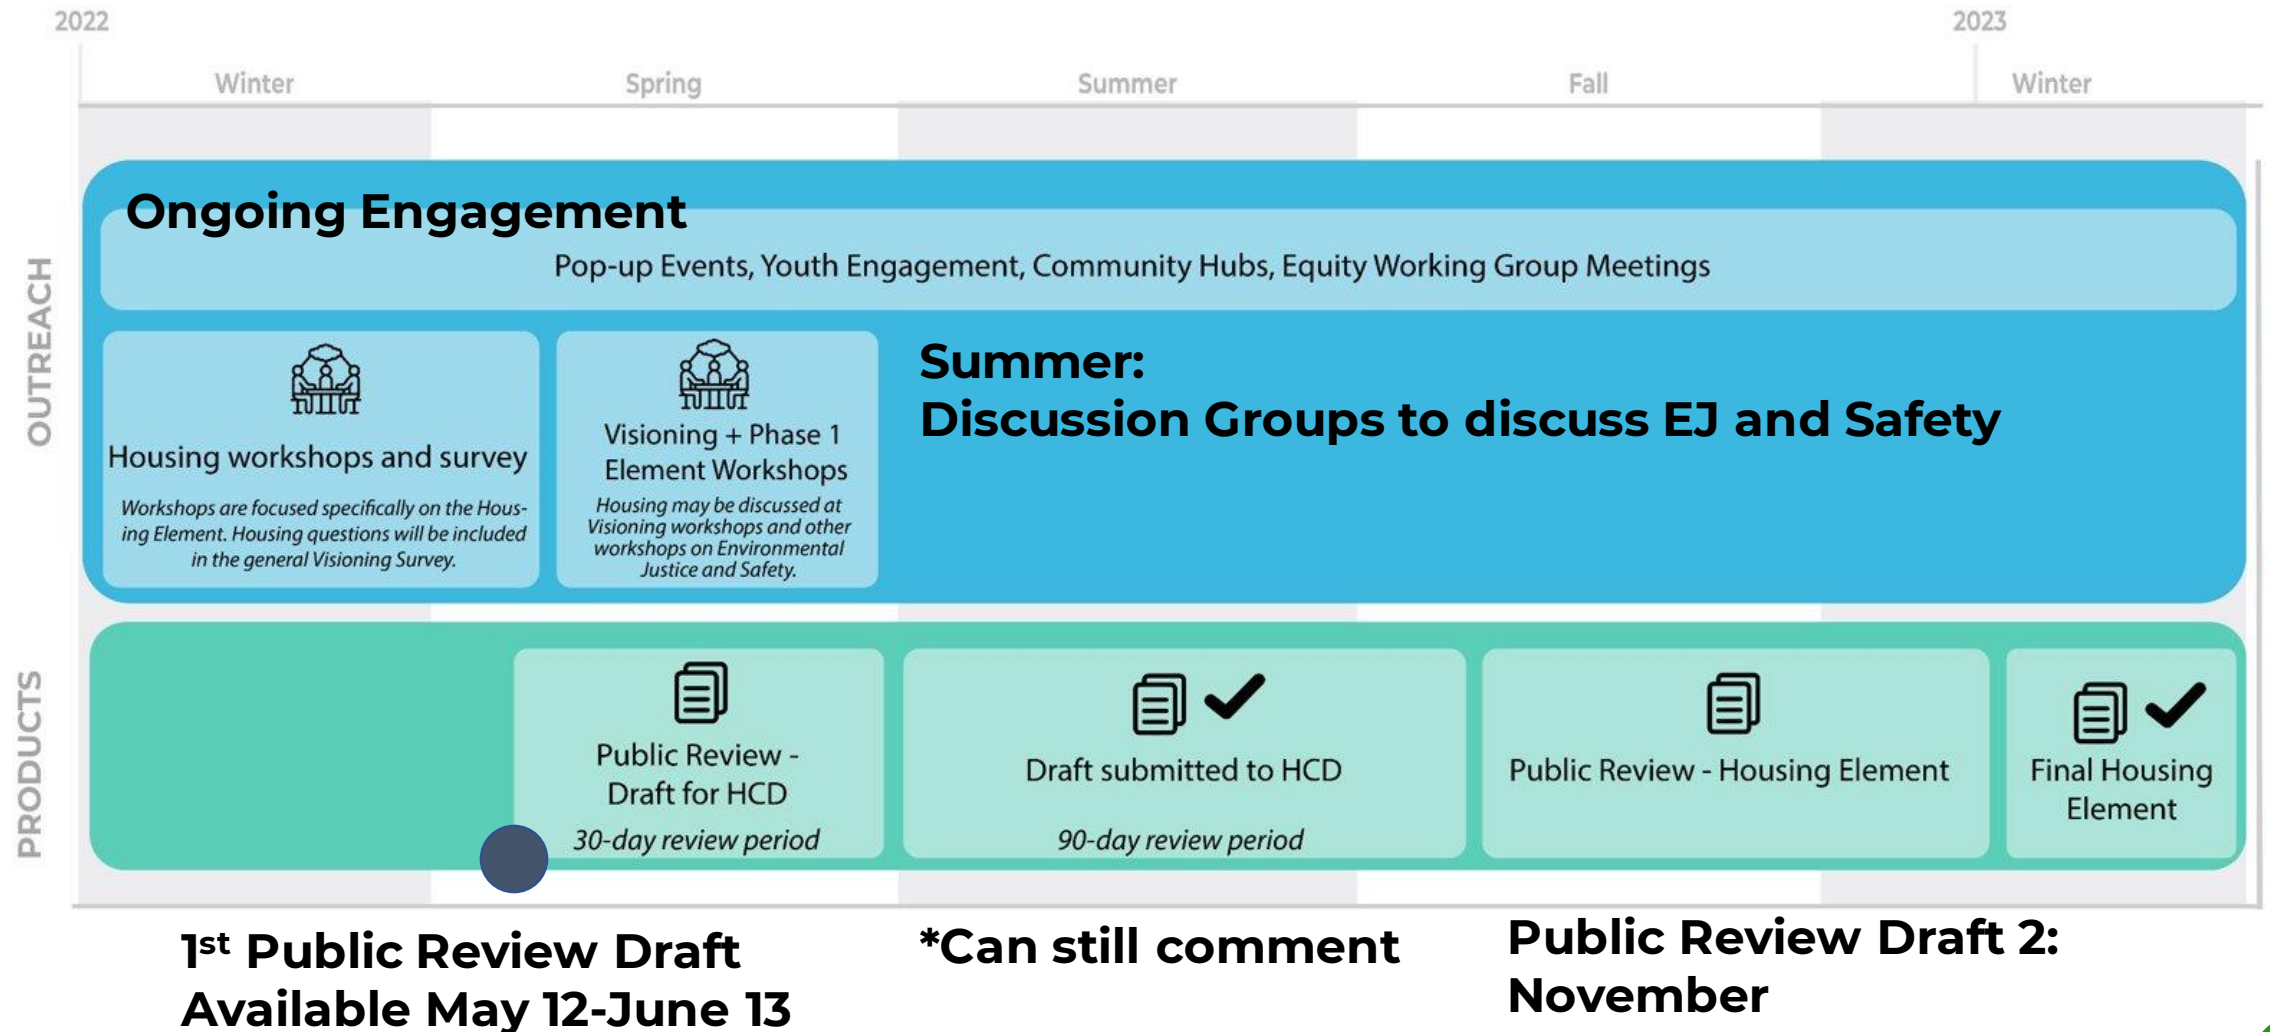 2022
2023
Winter
Spring
Summer
Fall
Winter
OUTREACH
Ongoing Engagement
Pop-up Events, Youth Engagement, Community Hubs, Equity Working Group Meetings
Housing workshops and survey
Workshops are focused specifically on the Hous-
ing Element. Housing questions will be included
in the general Visioning Survey.
Visioning + Phase 1
Element Workshops
Housing may be discussed at
Visioning workshops and other
workshops on Environmental
Justice and Safety.
Summer:
Discussion Groups to discuss EJ and Safety
PRODUCTS
Public Review -
Draft for HCD
30-day review period
Draft submitted to HCD
90-day review period
Public Review - Housing Element
Final Housing
Element
1st Public Review Draft
Available May 12-June 13
*Can still comment
Public Review Draft 2:
November